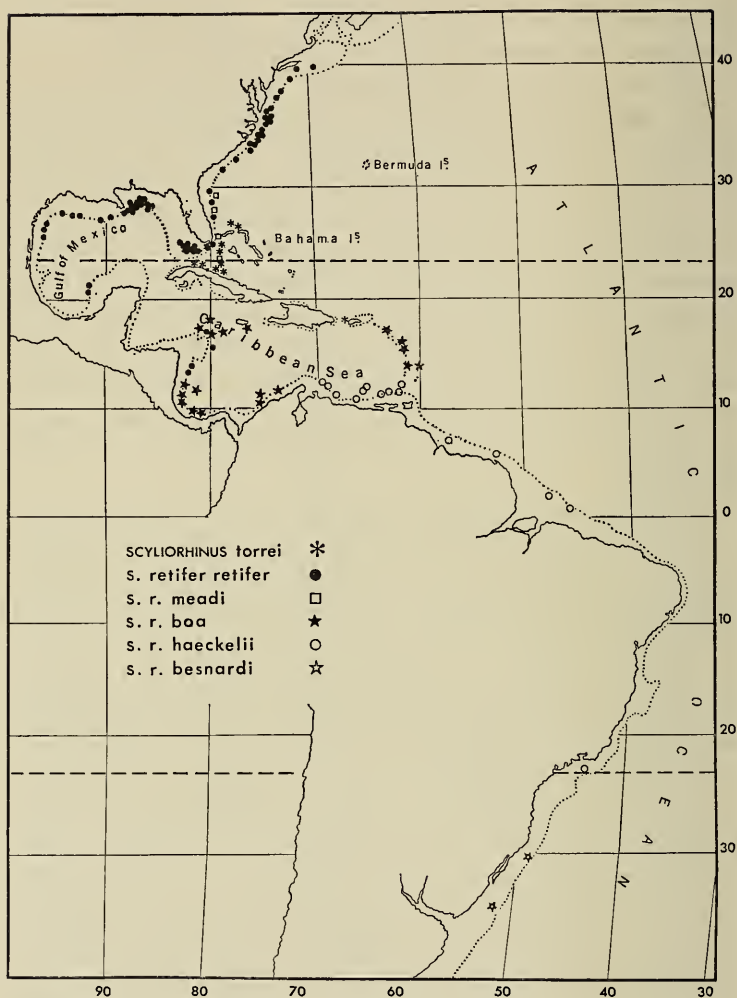 40
Bermuda Is.
30
Bahama Is.
Gulf of Mexico
20
Caribbean Sea
ATLANTIC
10
0
SCYLIORHINUS torrei
S. retifer retifer
S. r. meadi
S. r. boa
S. r. haeckelii
S. r. besnardi
10
OCEAN
20
30
90 80 70 60 50 40 30